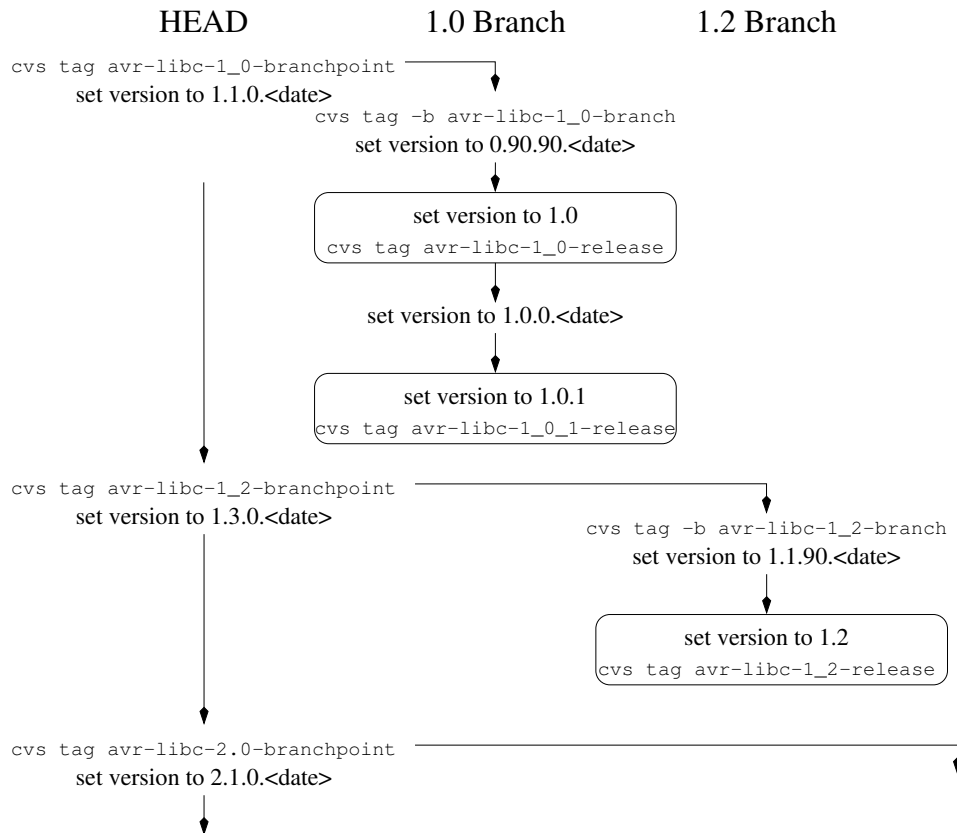 HEAD
1.0 Branch
1.2 Branch
cvs tag avr-libc-1_0-branchpoint
set version to 1.1.0.<date>
cvs tag -b avr-libc-1_0-branch
set version to 0.90.90.<date>
set version to 1.0
cvs tag avr-libc-1_0-release
set version to 1.0.0.<date>
set version to 1.0.1
cvs tag avr-libc-1_0_1-release
cvs tag avr-libc-1_2-branchpoint
set version to 1.3.0.<date>
cvs tag -b avr-libc-1_2-branch
set version to 1.1.90.<date>
set version to 1.2
cvs tag avr-libc-1_2-release
cvs tag avr-libc-2.0-branchpoint
set version to 2.1.0.<date>